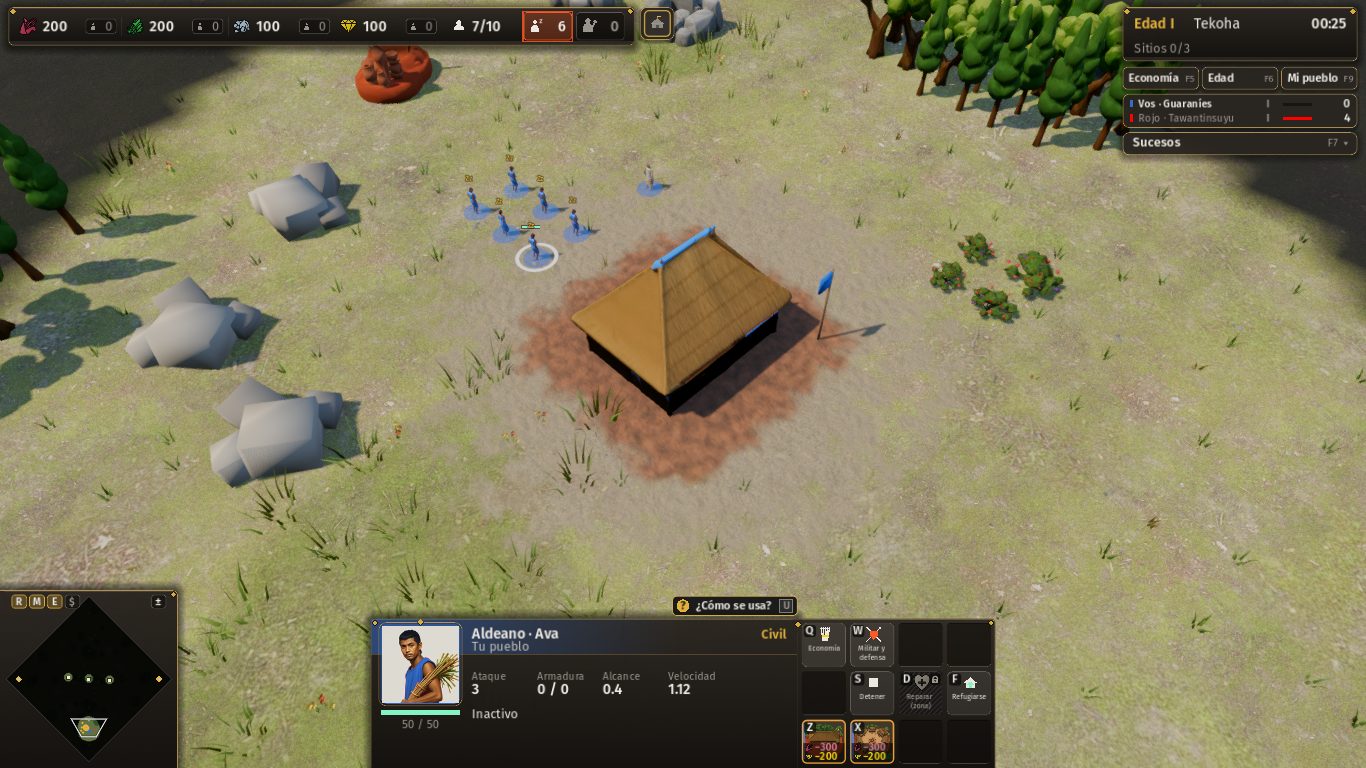 200 0 200 0 100 0 100 0 7/10 z 6 0
Edad I Tekoha 00:25
Sitios 0/3
Economía F5 Edad F6 Mi pueblo F9
Vos · Guaraníes I 0
Rojo · Tawantinsuyu I 4
Sucesos F7
R M E $ ±
¿Cómo se usa? U
Aldeano · Ava Civil
Tu pueblo
Ataque Armadura Alcance Velocidad
3 0 / 0 0.4 1.12
Inactivo
50 / 50
Q W
Economía Militar y
defensa
S D F
Detener Reparar Refugiarse
(zona)
Z X
-300 -300
-200 -200